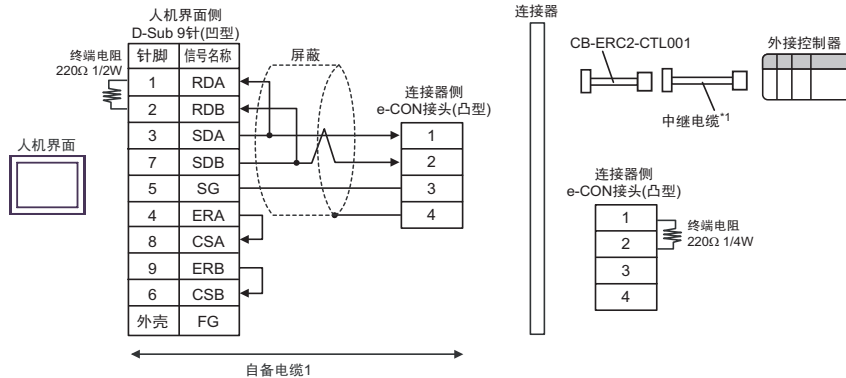 人机界面侧
D-Sub 9针(凹型)
终端电阻
220Ω 1/2W
针脚 信号名称
1 RDA
2 RDB
3 SDA
7 SDB
5 SG
4 ERA
8 CSA
9 ERB
6 CSB
外壳 FG
人机界面
屏蔽
连接器侧
e-CON接头(凸型)
1
2
3
4
自备电缆1
连接器
CB-ERC2-CTL001
外接控制器
中继电缆*1
连接器侧
e-CON接头(凸型)
1
2
3
4
终端电阻
220Ω 1/4W